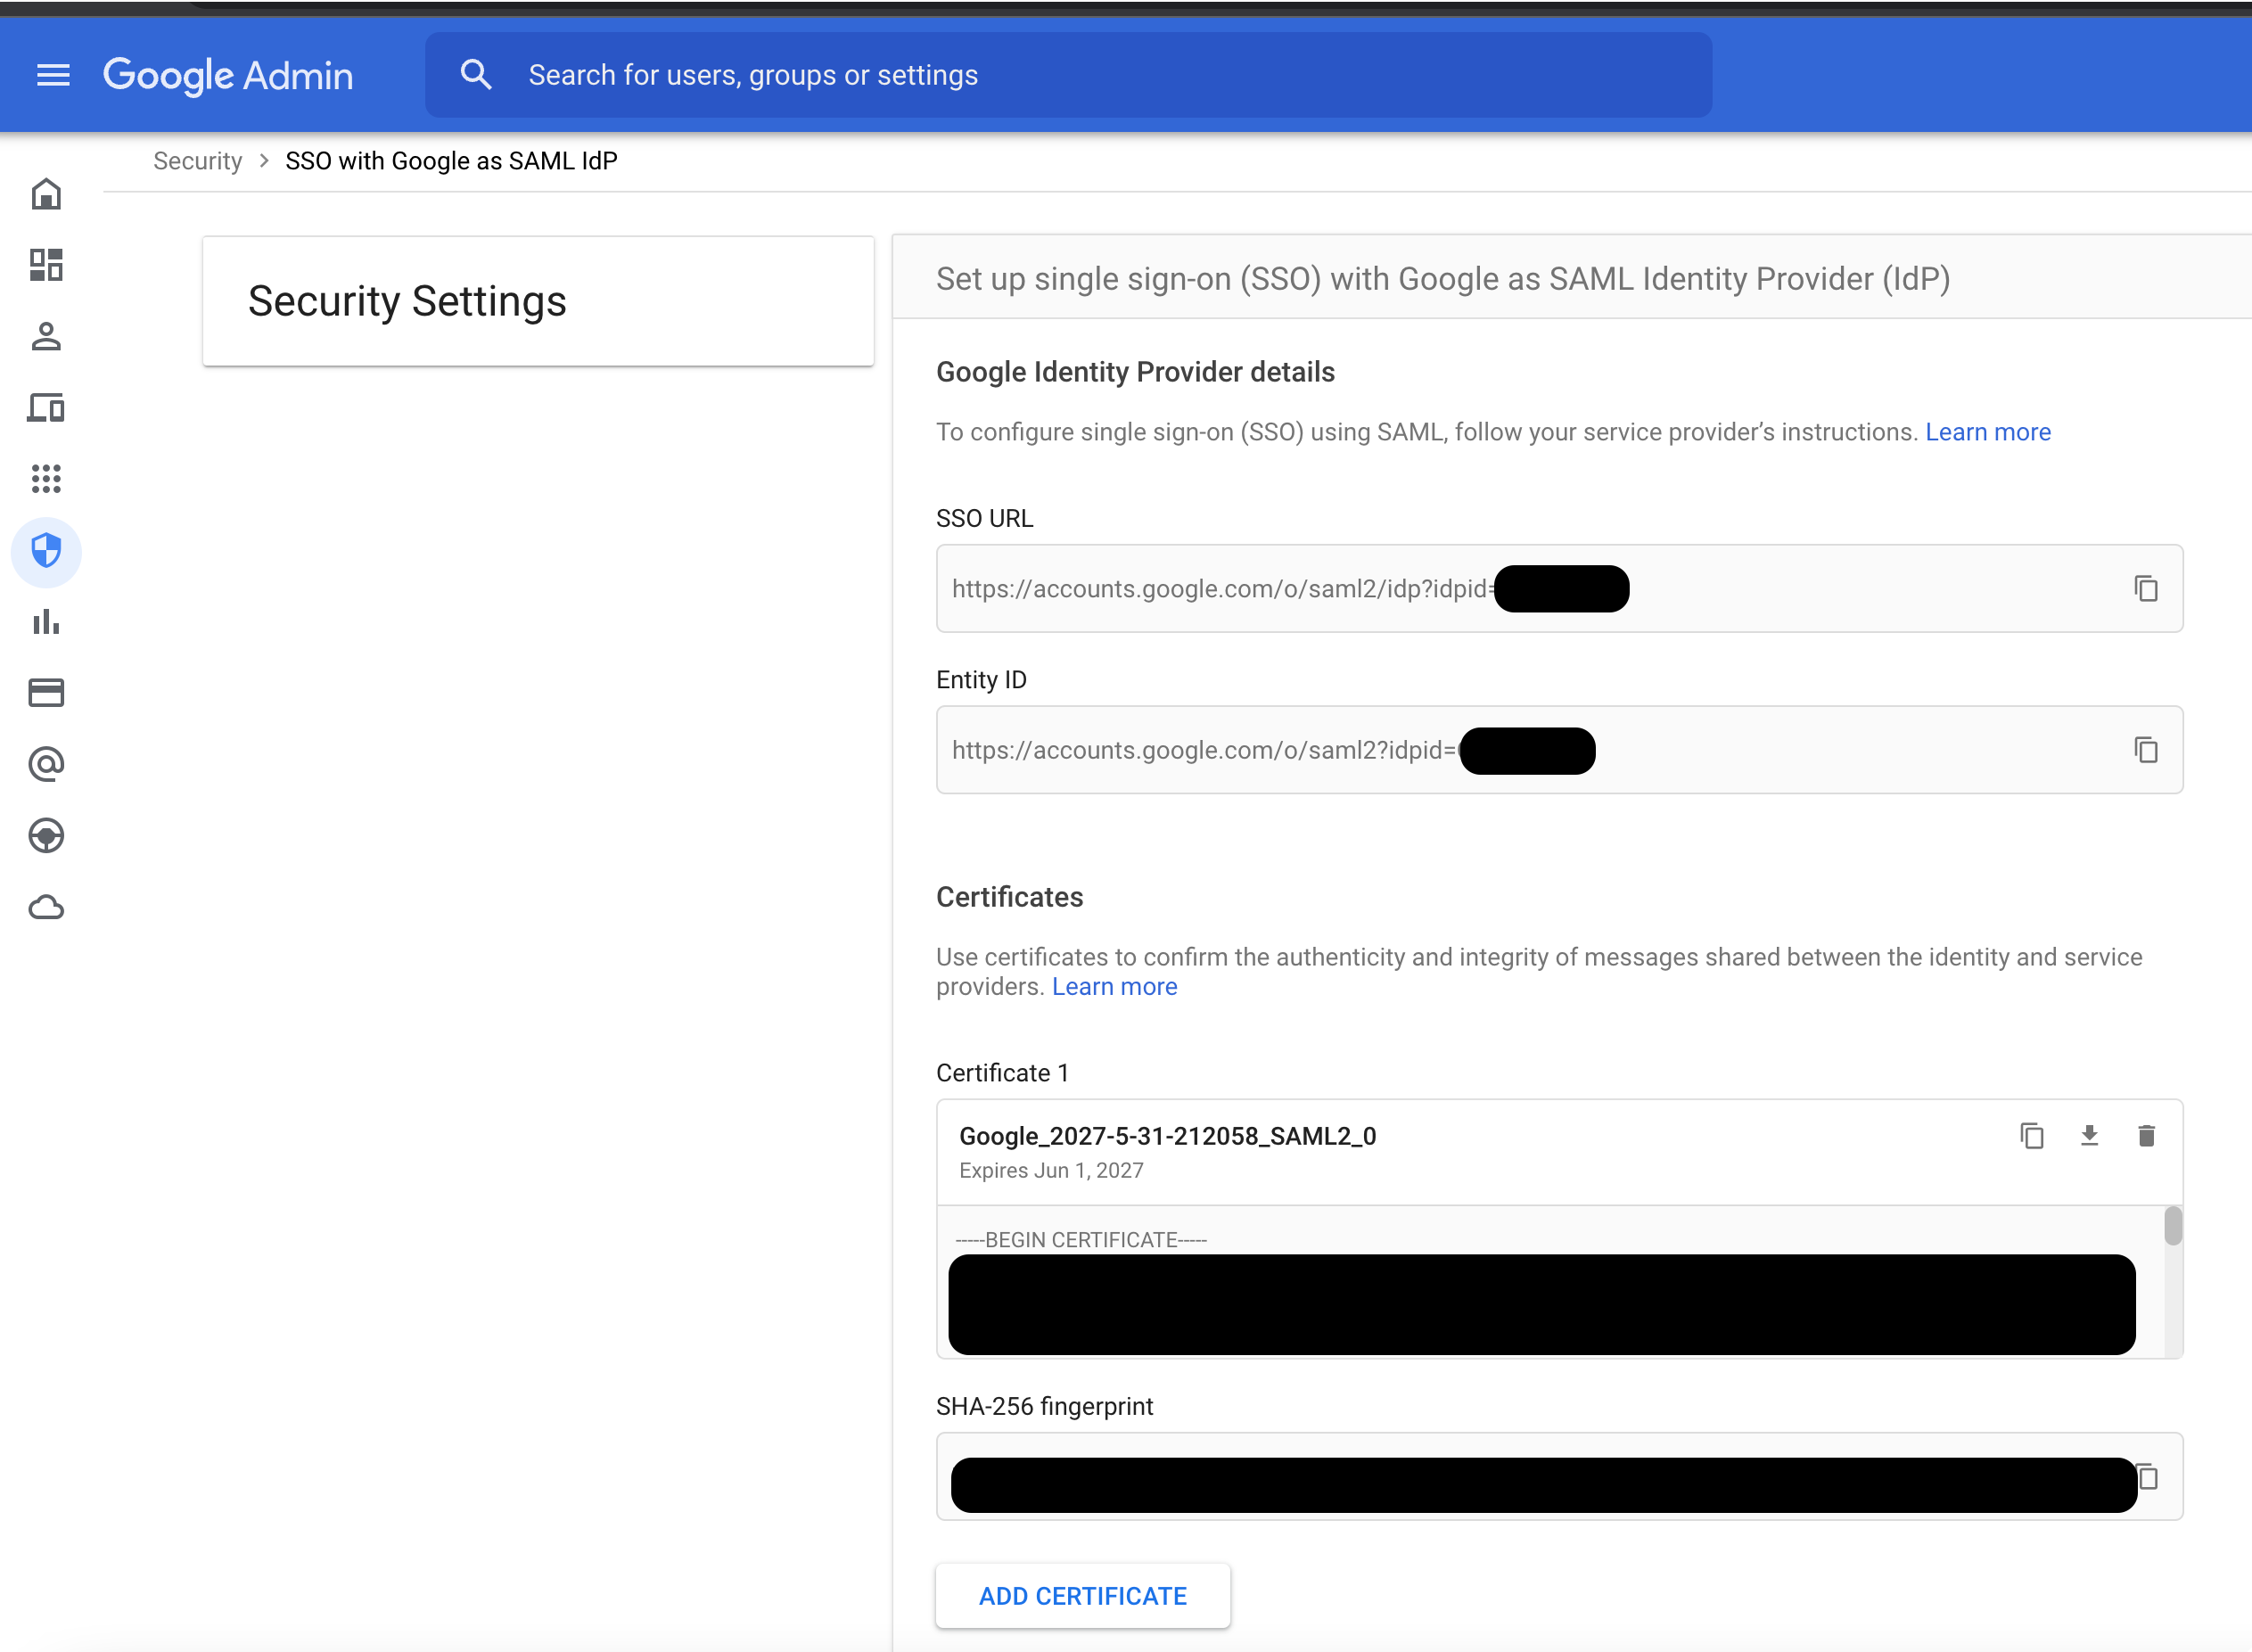 Google Admin
Search for users, groups or settings
Security > SSO with Google as SAML IdP
Security Settings
Set up single sign-on (SSO) with Google as SAML Identity Provider (IdP)
Google Identity Provider details
To configure single sign-on (SSO) using SAML, follow your service provider’s instructions. Learn more
SSO URL
https://accounts.google.com/o/saml2/idp?idpid=
Entity ID
https://accounts.google.com/o/saml2?idpid=
Certificates
Use certificates to confirm the authenticity and integrity of messages shared between the identity and service
providers. Learn more
Certificate 1
Google_2027-5-31-212058_SAML2_0
Expires Jun 1, 2027
-----BEGIN CERTIFICATE-----
SHA-256 fingerprint
ADD CERTIFICATE